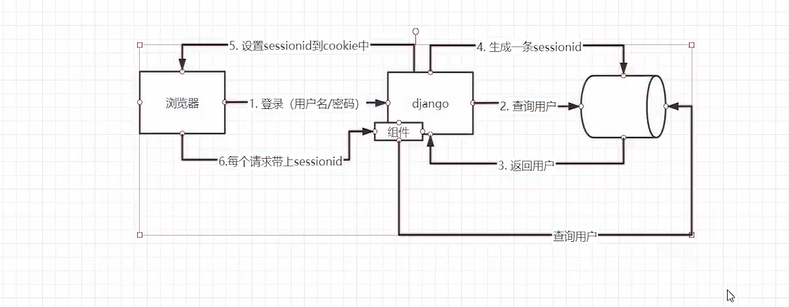 5. 设置sessionid到cookie中
4. 生成一条sessionid
浏览器
1. 登录（用户名/密码）
django
2. 查询用户
组件
6.每个请求带上sessionid
3. 返回用户
查询用户